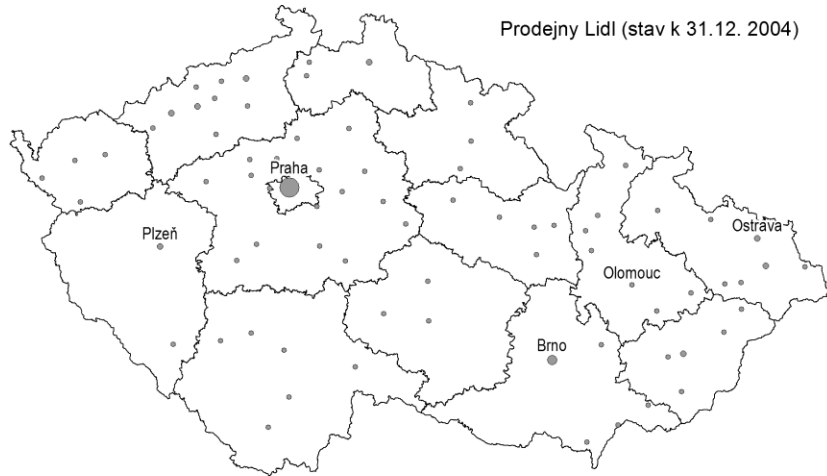 Prodejny Lidl (stav k 31.12. 2004)
Praha
Plzeň
Ostrava
Olomouc
Brno